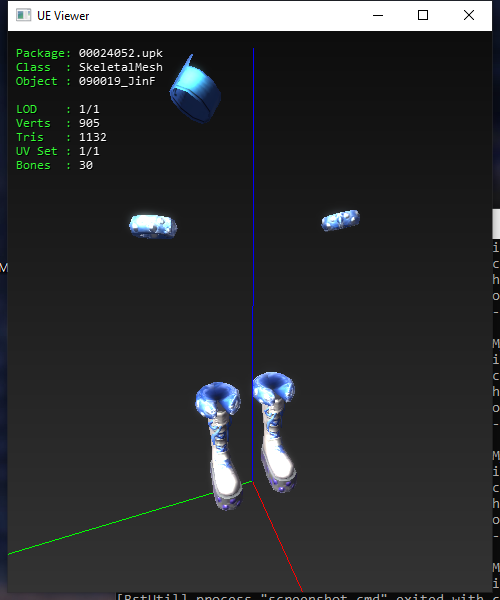 UE Viewer
Package: 00024052.upk
Class  : SkeletalMesh
Object : 090019_JinF
LOD    : 1/1
Verts  : 905
Tris   : 1132
UV Set : 1/1
Bones  : 30
M
i
c
h
o
-
M
i
c
h
o
-
M
i
c
h
o
-
M
i
[BstUtil] process "screenshot.cmd" exited with c